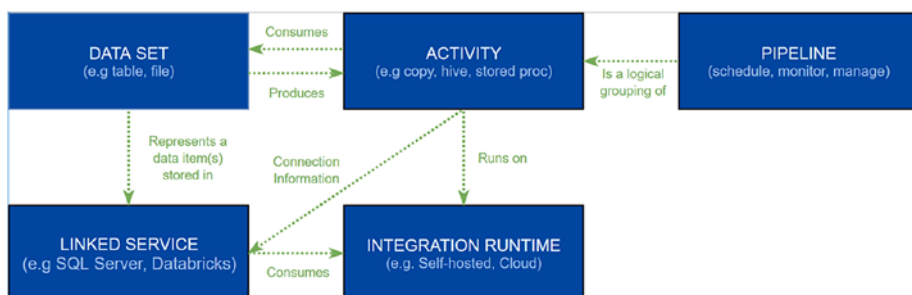 Consumes
DATA SET
(e.g table, file)
ACTIVITY
(e.g copy, hive, stored proc)
PIPELINE
(schedule, monitor, manage)
Produces
Is a logical
grouping of
Represents a
data item(s)
stored in
Connection
Information
Runs on
LINKED SERVICE
(e.g SQL Server, Databricks)
INTEGRATION RUNTIME
(e.g. Self-hosted, Cloud)
Consumes